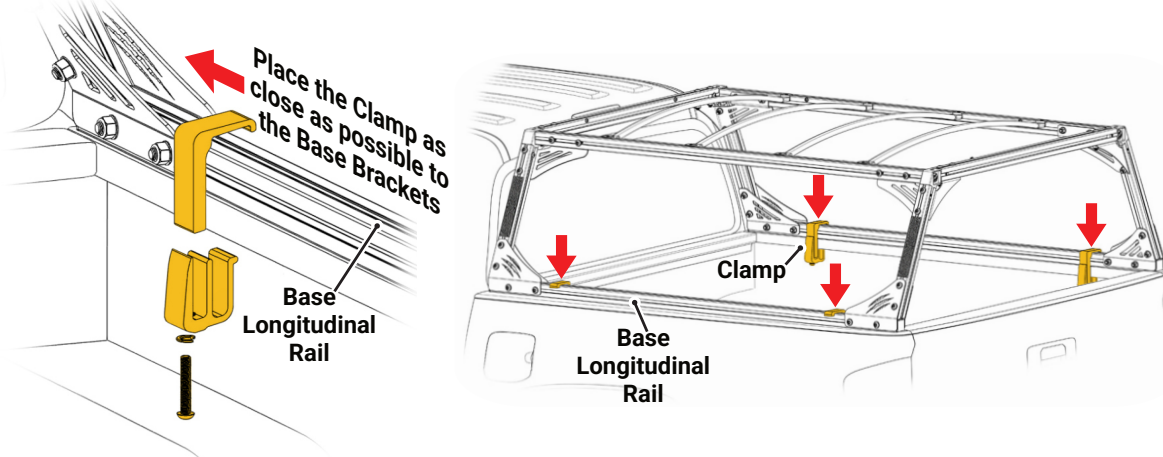 Place the Clamp as
close as possible to
the Base Brackets
Base
Longitudinal
Rail
Clamp
Base
Longitudinal
Rail